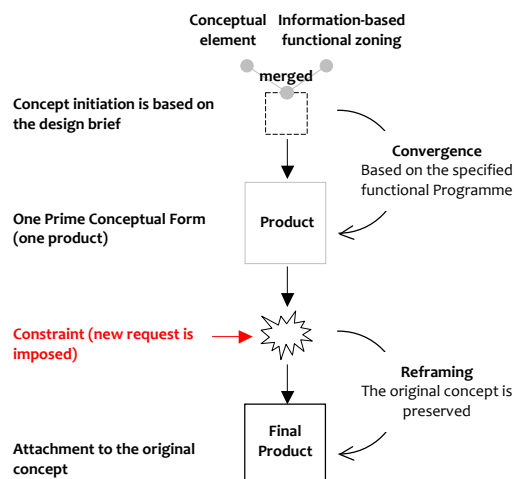 Conceptual
element
Information-based
functional zoning
merged
Concept initiation is based on
the design brief
Convergence
Based on the specified
functional Programme
One Prime Conceptual Form
(one product)
Product
Constraint (new request is
imposed)
Reframing
The original concept is
preserved
Attachment to the original
concept
Final
Product